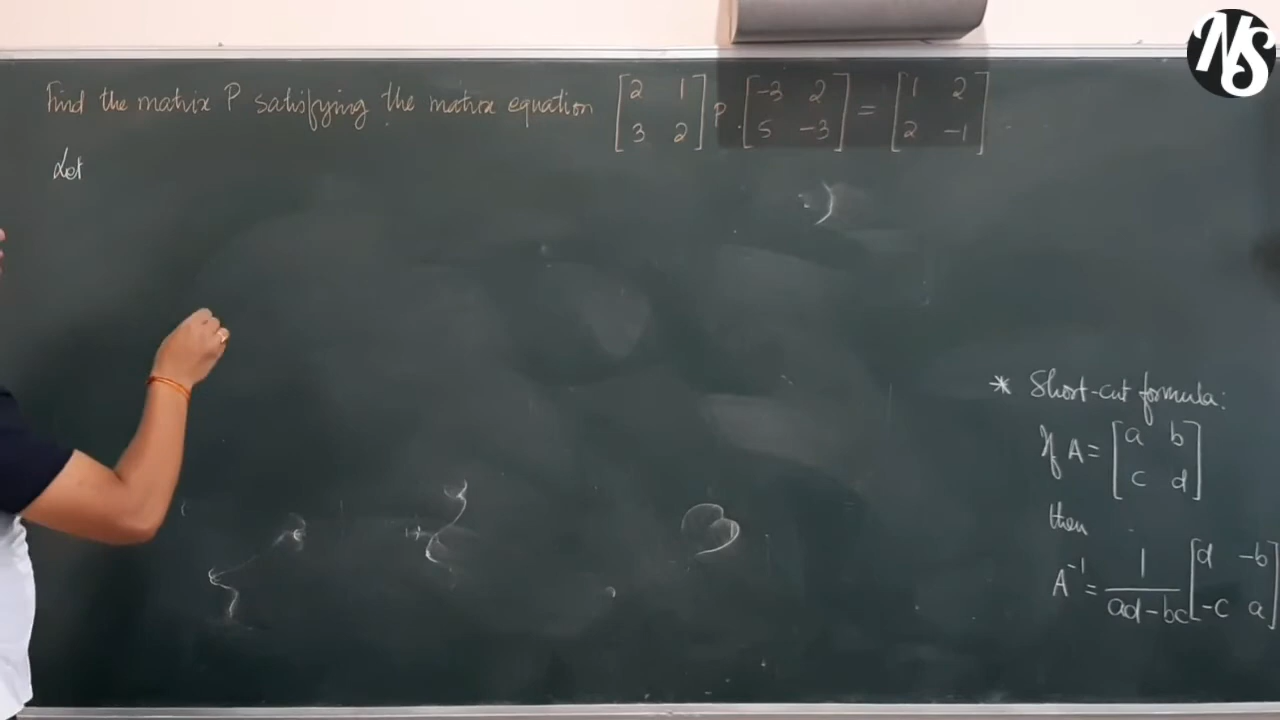 Find the matrix P satisfying the matrix equation [2 1 3 2] P . [-3 2 5 -3] = [1 2 2 -1]
Let
* Short-cut formula:
If A = [a b c d]
then
A⁻¹ = 1/(ad-bc) [d -b -c a]
NS